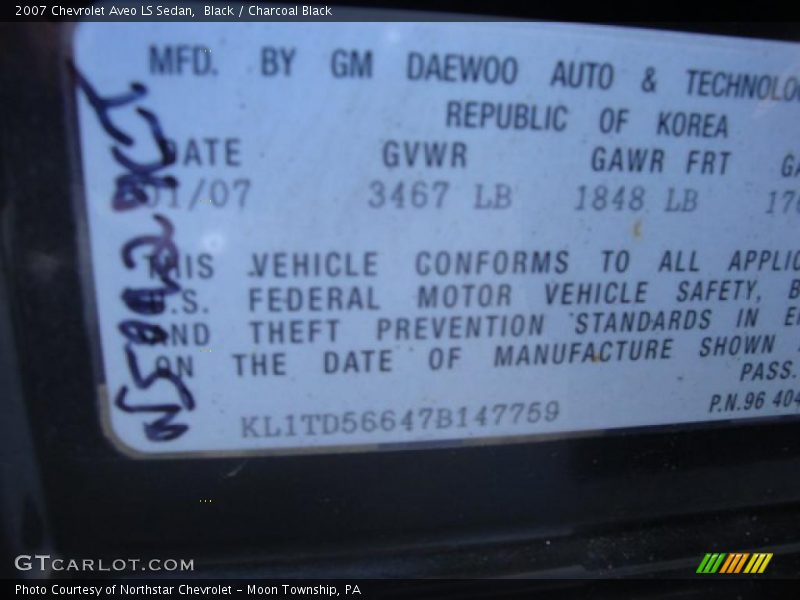 2007 Chevrolet Aveo LS Sedan, Black / Charcoal Black
MFD. BY GM DAEWOO AUTO & TECHNOLO
REPUBLIC OF KOREA
DATE GVWR GAWR FRT GA
01/07 3467 LB 1848 LB 170
THIS VEHICLE CONFORMS TO ALL APPLIC
U.S. FEDERAL MOTOR VEHICLE SAFETY, B
AND THEFT PREVENTION STANDARDS IN E
ON THE DATE OF MANUFACTURE SHOWN
PASS.
KL1TD56647B147759
P.N.96 404
GTCARLOT.COM
Photo Courtesy of Northstar Chevrolet - Moon Township, PA